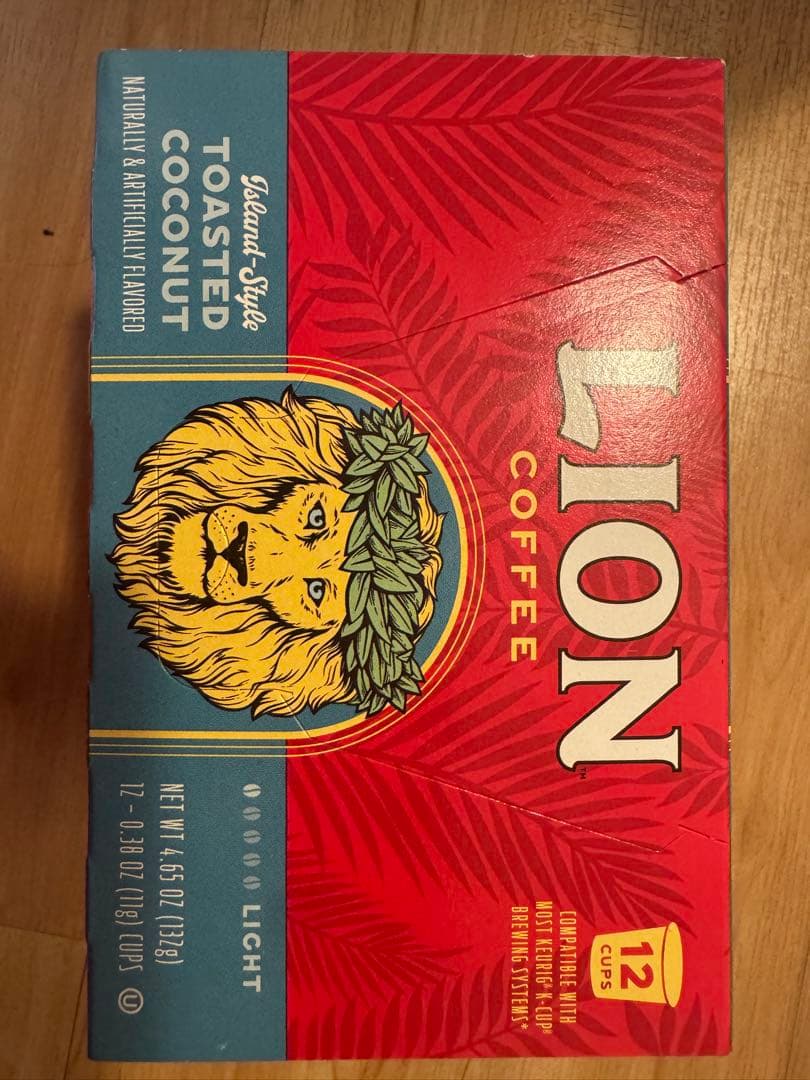 LION™
COFFEE
12
CUPS
COMPATIBLE WITH
MOST KEURIG® K-CUP®
BREWING SYSTEMS*
Island-Style
TOASTED
COCONUT
NATURALLY & ARTIFICIALLY FLAVORED
LIGHT
NET WT 4.65 OZ (132g)
12 - 0.38 OZ (11g) CUPS Ⓤ